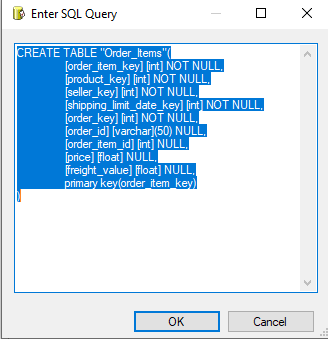 Enter SQL Query
CREATE TABLE "Order_Items"(
[order_item_key] [int] NOT NULL,
[product_key] [int] NOT NULL,
[seller_key] [int] NOT NULL,
[shipping_limit_date_key] [int] NOT NULL,
[order_key] [int] NOT NULL,
[order_id] [varchar](50) NULL,
[order_item_id] [int] NULL,
[price] [float] NULL,
[freight_value] [float] NULL,
primary key(order_item_key)
)
OK
Cancel